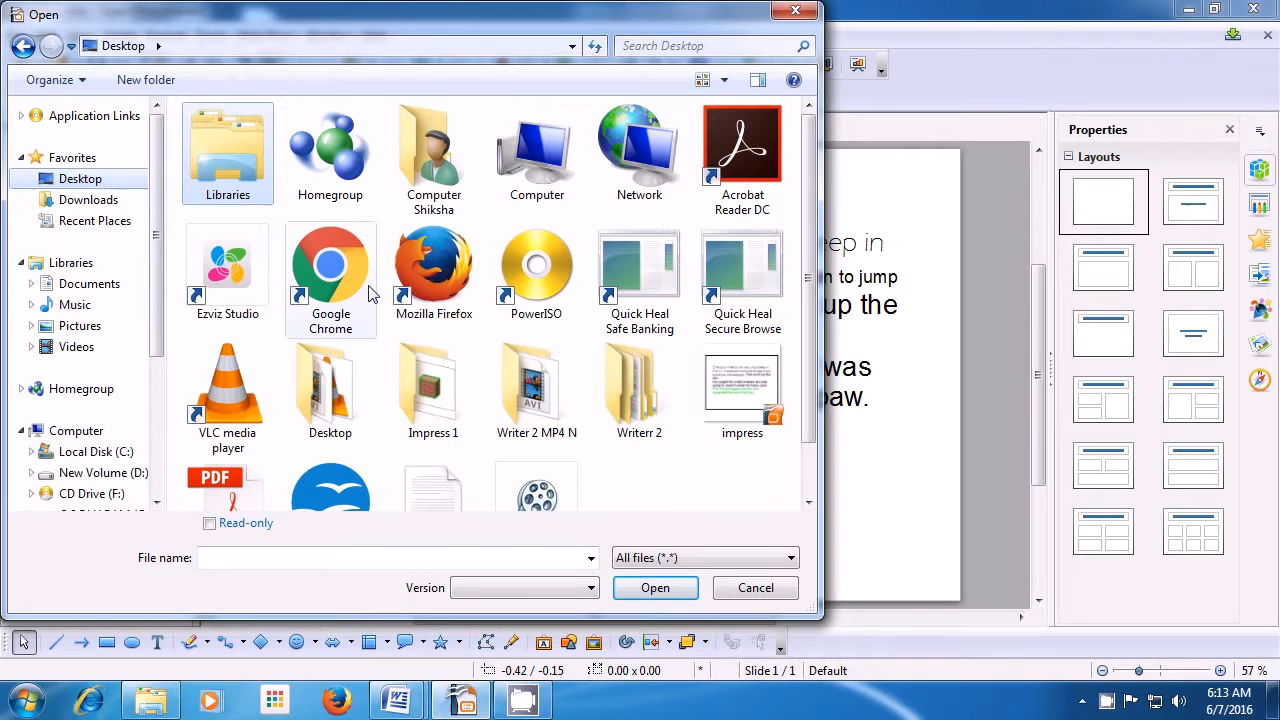 Open
Desktop
Search Desktop
Organize
New folder
Application Links
Favorites
Desktop
Downloads
Recent Places
Libraries
Documents
Music
Pictures
Videos
Homegroup
Computer
Local Disk (C:)
New Volume (D:)
CD Drive (F:)
Libraries
Homegroup
Computer
Shiksha
Computer
Network
Acrobat
Reader DC
Ezviz Studio
Google
Chrome
Mozilla Firefox
PowerISO
Quick Heal
Safe Banking
Quick Heal
Secure Browse
VLC media
player
Desktop
Impress 1
AVI
Writer 2 MP4 N
Writerr 2
impress
PDF
Read-only
File name:
All files (*.*)
Version
Open
Cancel
eep in
n to jump
up the
was
paw.
Properties
Layouts
-0.42 / -0.15
0.00 x 0.00
*
Slide 1 / 1
Default
57 %
6:13 AM
6/7/2016